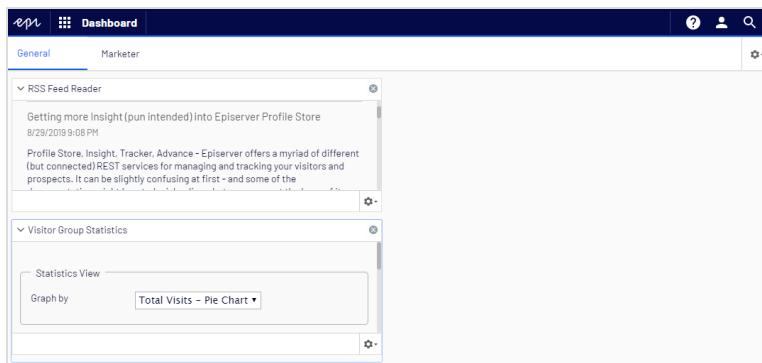 epi Dashboard
General Marketer
RSS Feed Reader
Getting more Insight (pun intended) into Episerver Profile Store
8/29/2019 9:08 PM
Profile Store, Insight, Tracker, Advance - Episerver offers a myriad of different
(but connected) REST services for managing and tracking your visitors and
prospects. It can be slightly confusing at first - and some of the
Visitor Group Statistics
Statistics View
Graph by Total Visits - Pie Chart